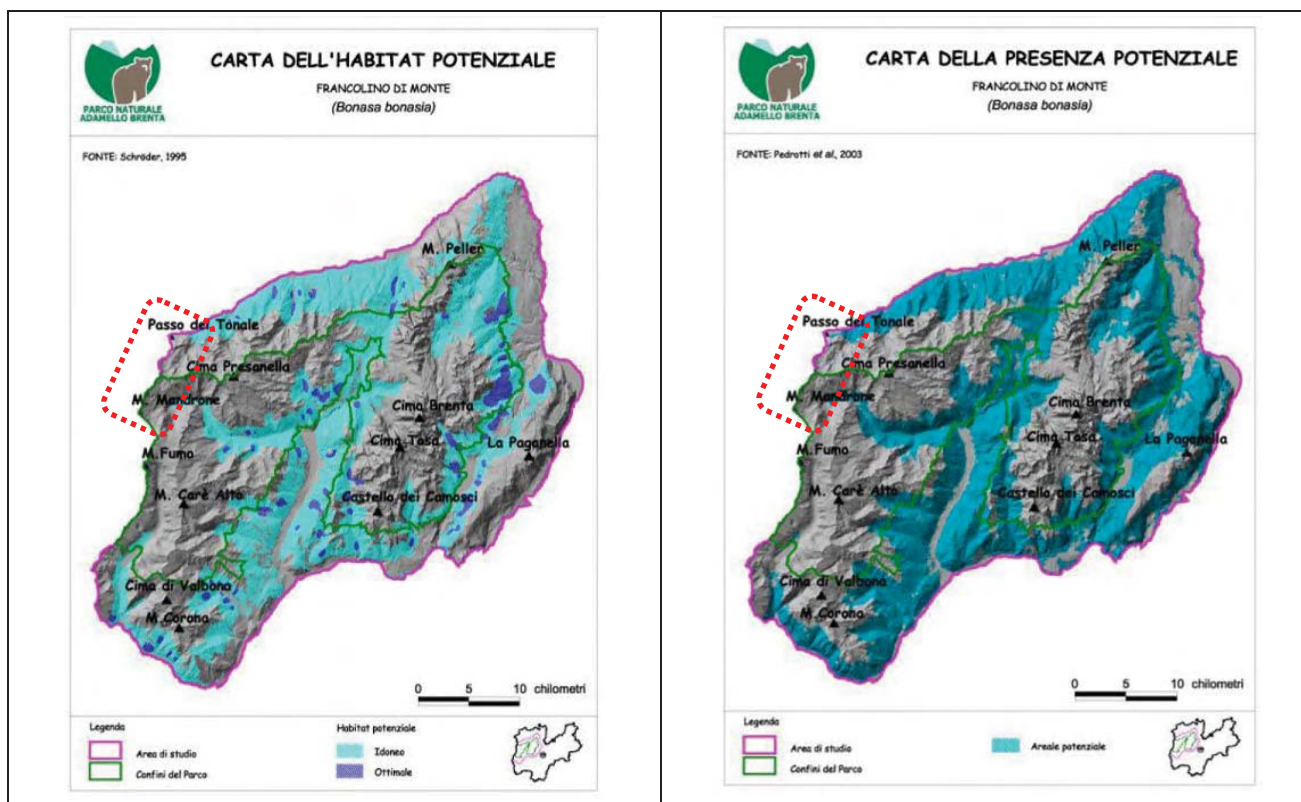 PARCO NATURALE
ADAMELLO BRENTA
CARTA DELL'HABITAT POTENZIALE
FRANCOLINO DI MONTE
(Bonasa bonasia)
FONTE: Schröder, 1995
M. Peller
Passo del Tonale
Cima Presanella
M. Mandrone
Cima Brenta
Cima Tosa
La Paganella
M.Fumo
M. Carè Alto
Castello dei Camosci
Cima di Valbona
M.Corona
0 5 10 chilometri
Legenda
Area di studio
Confini del Parco
Habitat potenziale
Idoneo
Ottimale
PARCO NATURALE
ADAMELLO BRENTA
CARTA DELLA PRESENZA POTENZIALE
FRANCOLINO DI MONTE
(Bonasa bonasia)
FONTE: Pedrotti et al., 2003
M. Peller
Passo del Tonale
Cima Presanella
M. Mandrone
Cima Brenta
Cima Tosa
La Paganella
M.Fumo
M. Carè Alto
Castello dei Camosci
Cima di Valbona
M.Corona
0 5 10 chilometri
Legenda
Area di studio
Confini del Parco
Areale potenziale